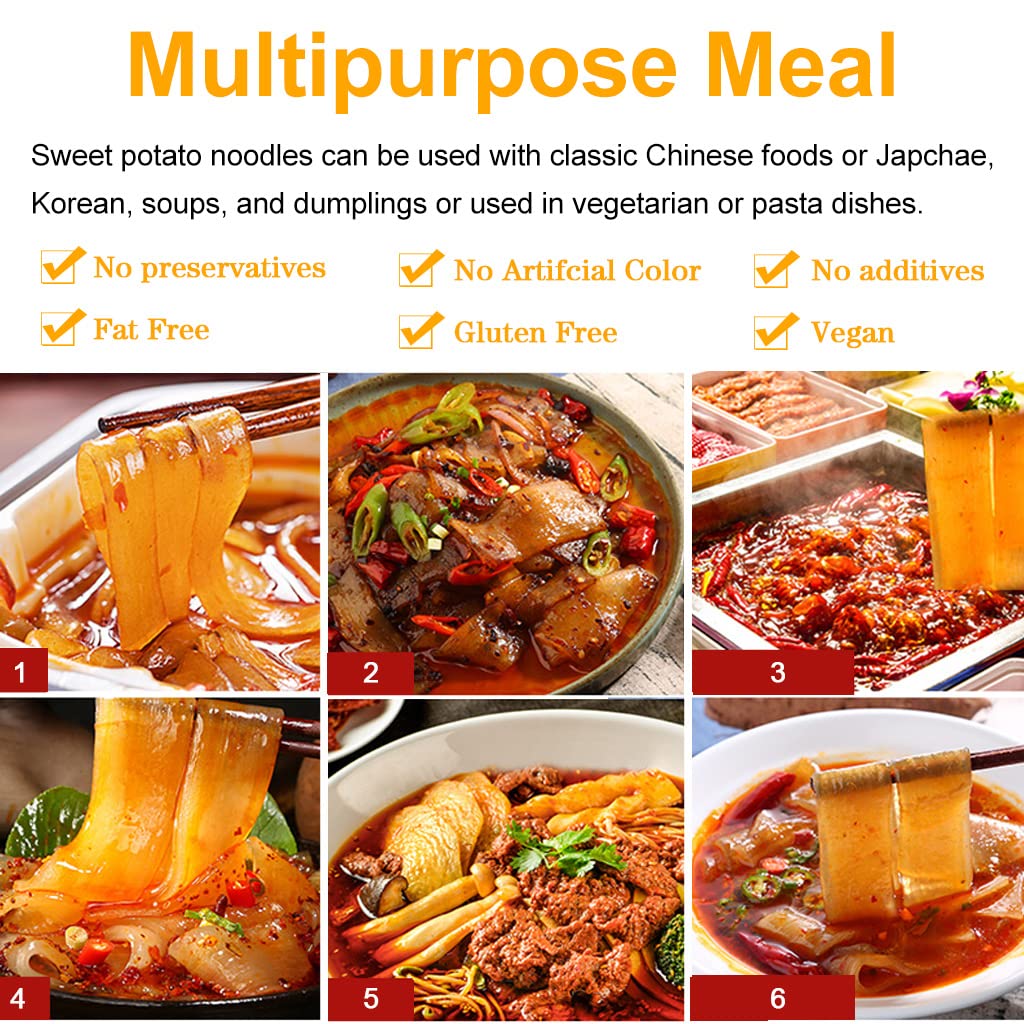 Multipurpose Meal
Sweet potato noodles can be used with classic Chinese foods or Japchae,
Korean, soups, and dumplings or used in vegetarian or pasta dishes.
No preservatives
No Artifcial Color
No additives
Fat Free
Gluten Free
Vegan
1
2
3
4
5
6